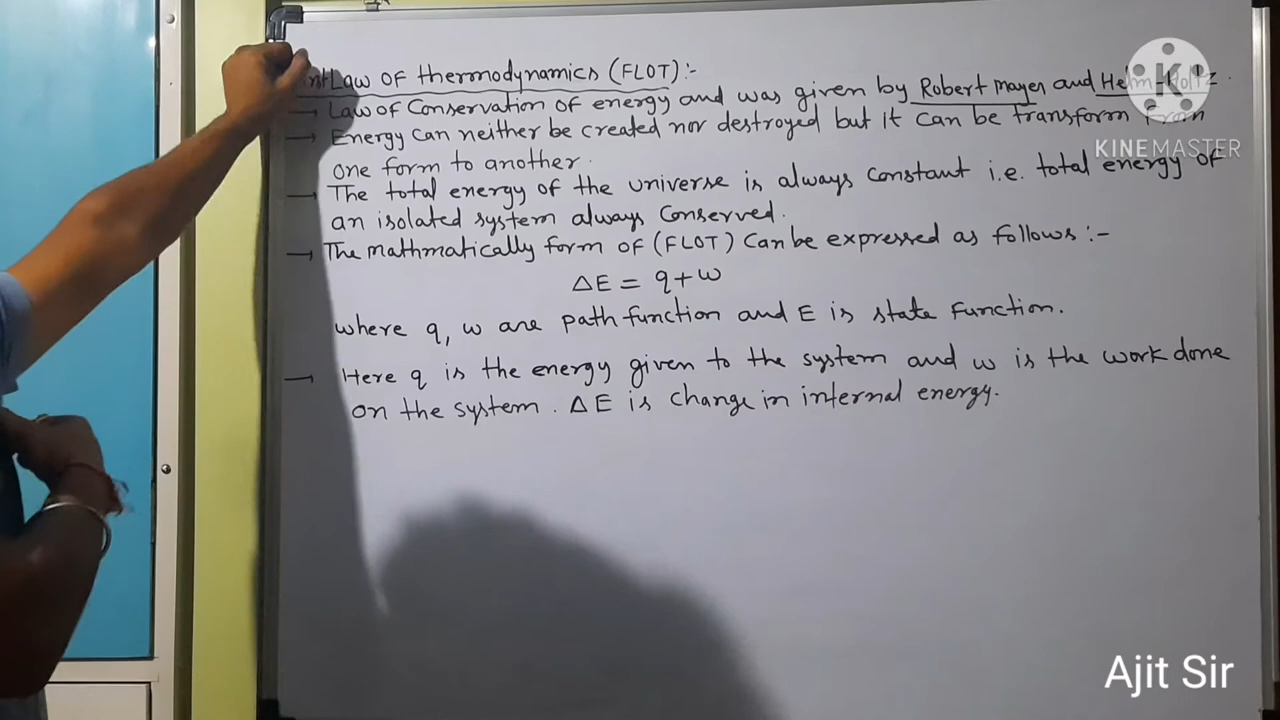 Law of thermodynamics (FLOT) :-
→ Law of Conservation of energy and was given by Robert mayer and
→ Energy can neither be created nor destroyed but it can be transform from
one form to another.
→ The total energy of the universe is always constant i.e. total energy of
an isolated system always conserved.
→ The mathmatically form of (FLOT) can be expressed as follows :-
ΔE = q+w
where q, w are path function and E is state function.
→ Here q is the energy given to the system and w is the work done
on the system. ΔE is change in internal energy.
K
KINEMASTER
Ajit Sir